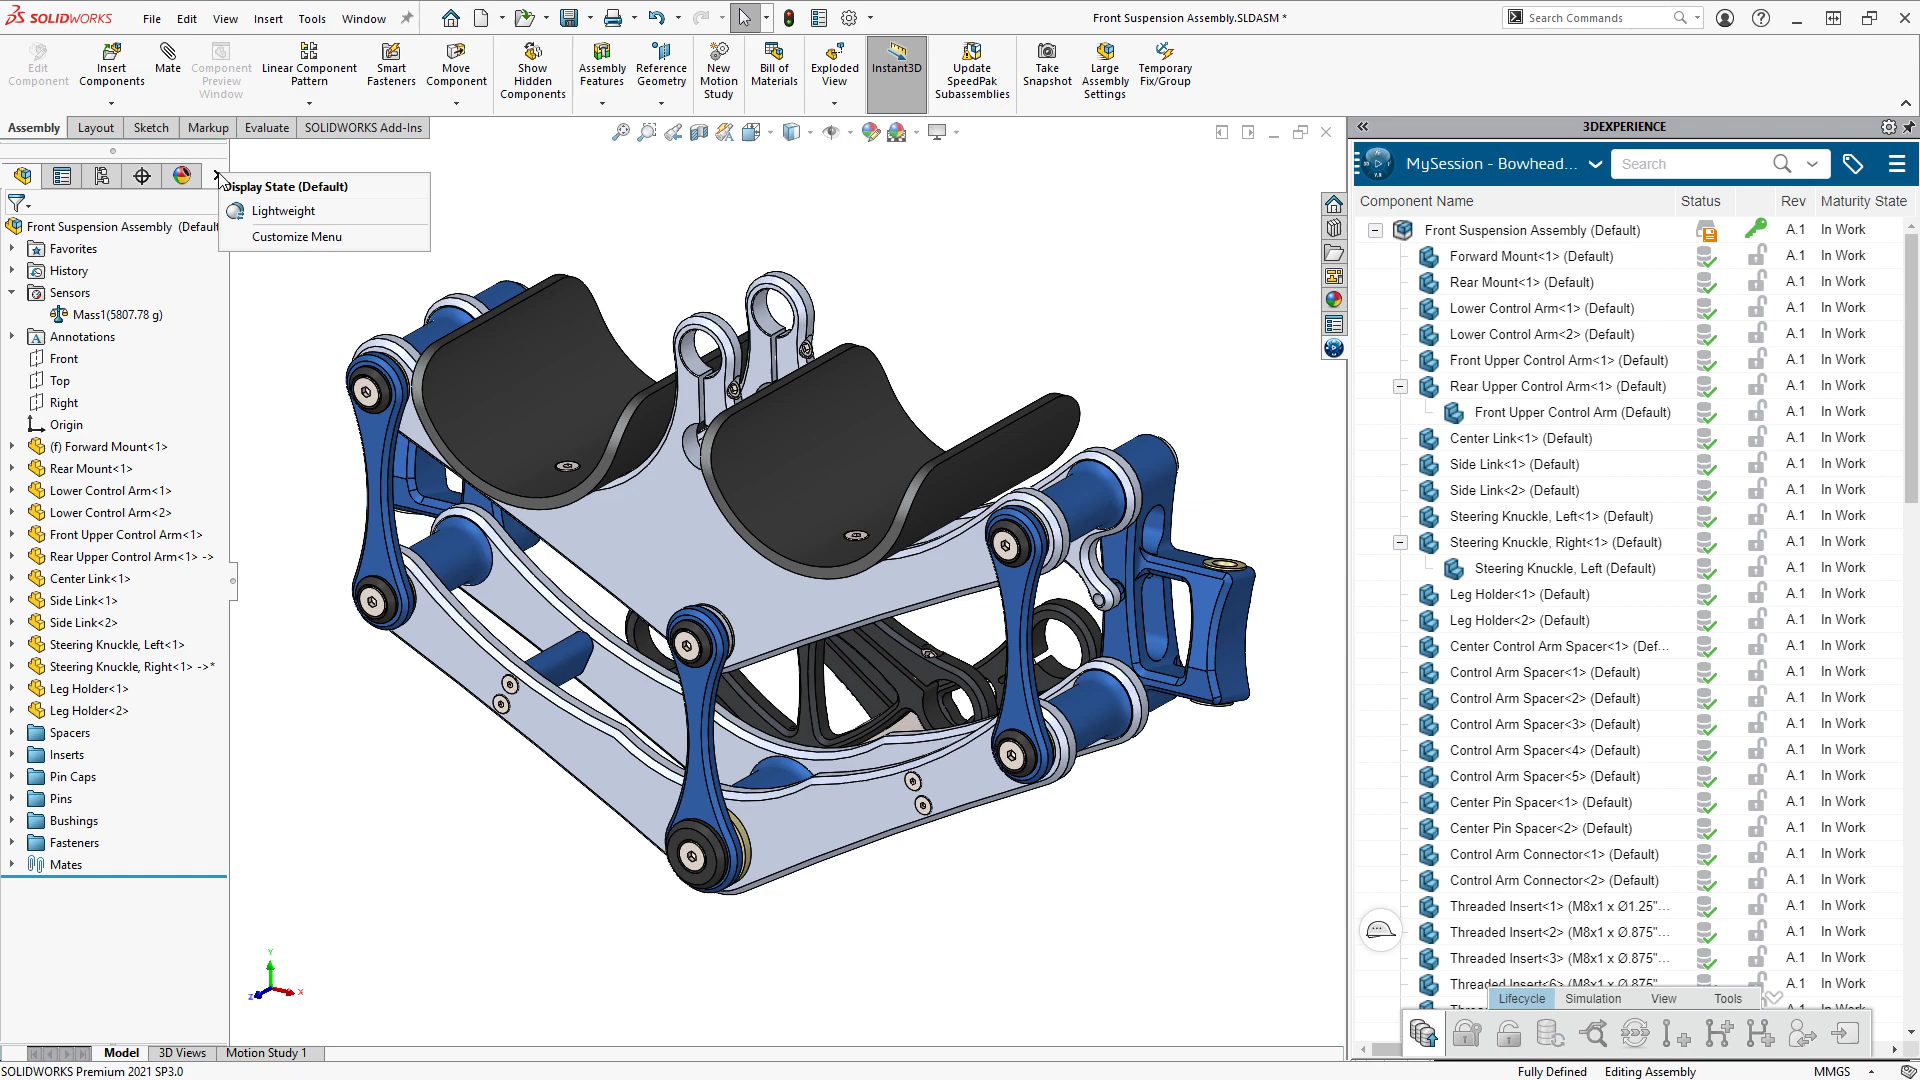 SOLIDWORKS
File Edit View Insert Tools Window
Front Suspension Assembly.SLDASM *
Search Commands
Edit Component
Insert Components
Mate
Component Preview Window
Linear Component Pattern
Smart Fasteners
Move Component
Show Hidden Components
Assembly Features
Reference Geometry
New Motion Study
Bill of Materials
Exploded View
Instant3D
Update SpeedPak Subassemblies
Take Snapshot
Large Assembly Settings
Temporary Fix/Group
Assembly Layout Sketch Markup Evaluate SOLIDWORKS Add-Ins
Display State (Default)
Lightweight
Customize Menu
Front Suspension Assembly (Defaul
Favorites
History
Sensors
Mass1(5807.78 g)
Annotations
Front
Top
Right
Origin
(f) Forward Mount<1>
Rear Mount<1>
Lower Control Arm<1>
Lower Control Arm<2>
Front Upper Control Arm<1>
Rear Upper Control Arm<1> ->
Center Link<1>
Side Link<1>
Side Link<2>
Steering Knuckle, Left<1>
Steering Knuckle, Right<1> ->*
Leg Holder<1>
Leg Holder<2>
Spacers
Inserts
Pin Caps
Pins
Bushings
Fasteners
Mates
Y
Z
X
3DEXPERIENCE
MySession - Bowhead... Search
Component Name Status Rev Maturity State
Front Suspension Assembly (Default) A.1 In Work
Forward Mount<1> (Default) A.1 In Work
Rear Mount<1> (Default) A.1 In Work
Lower Control Arm<1> (Default) A.1 In Work
Lower Control Arm<2> (Default) A.1 In Work
Front Upper Control Arm<1> (Default) A.1 In Work
Rear Upper Control Arm<1> (Default) A.1 In Work
Front Upper Control Arm (Default) A.1 In Work
Center Link<1> (Default) A.1 In Work
Side Link<1> (Default) A.1 In Work
Side Link<2> (Default) A.1 In Work
Steering Knuckle, Left<1> (Default) A.1 In Work
Steering Knuckle, Right<1> (Default) A.1 In Work
Steering Knuckle, Left (Default) A.1 In Work
Leg Holder<1> (Default) A.1 In Work
Leg Holder<2> (Default) A.1 In Work
Center Control Arm Spacer<1> (Def... A.1 In Work
Control Arm Spacer<1> (Default) A.1 In Work
Control Arm Spacer<2> (Default) A.1 In Work
Control Arm Spacer<3> (Default) A.1 In Work
Control Arm Spacer<4> (Default) A.1 In Work
Control Arm Spacer<5> (Default) A.1 In Work
Center Pin Spacer<1> (Default) A.1 In Work
Center Pin Spacer<2> (Default) A.1 In Work
Control Arm Connector<1> (Default) A.1 In Work
Control Arm Connector<2> (Default) A.1 In Work
Threaded Insert<1> (M8x1 x Ø1.25"... A.1 In Work
Threaded Insert<2> (M8x1 x Ø.875"... A.1 In Work
Threaded Insert<3> (M8x1 x Ø.875"... A.1 In Work
Threaded Insert<6> (M8x1 x Ø.875" A.1 In Work
Lifecycle Simulation View Tools
Model 3D Views Motion Study 1
SOLIDWORKS Premium 2021 SP3.0
Fully Defined Editing Assembly MMGS